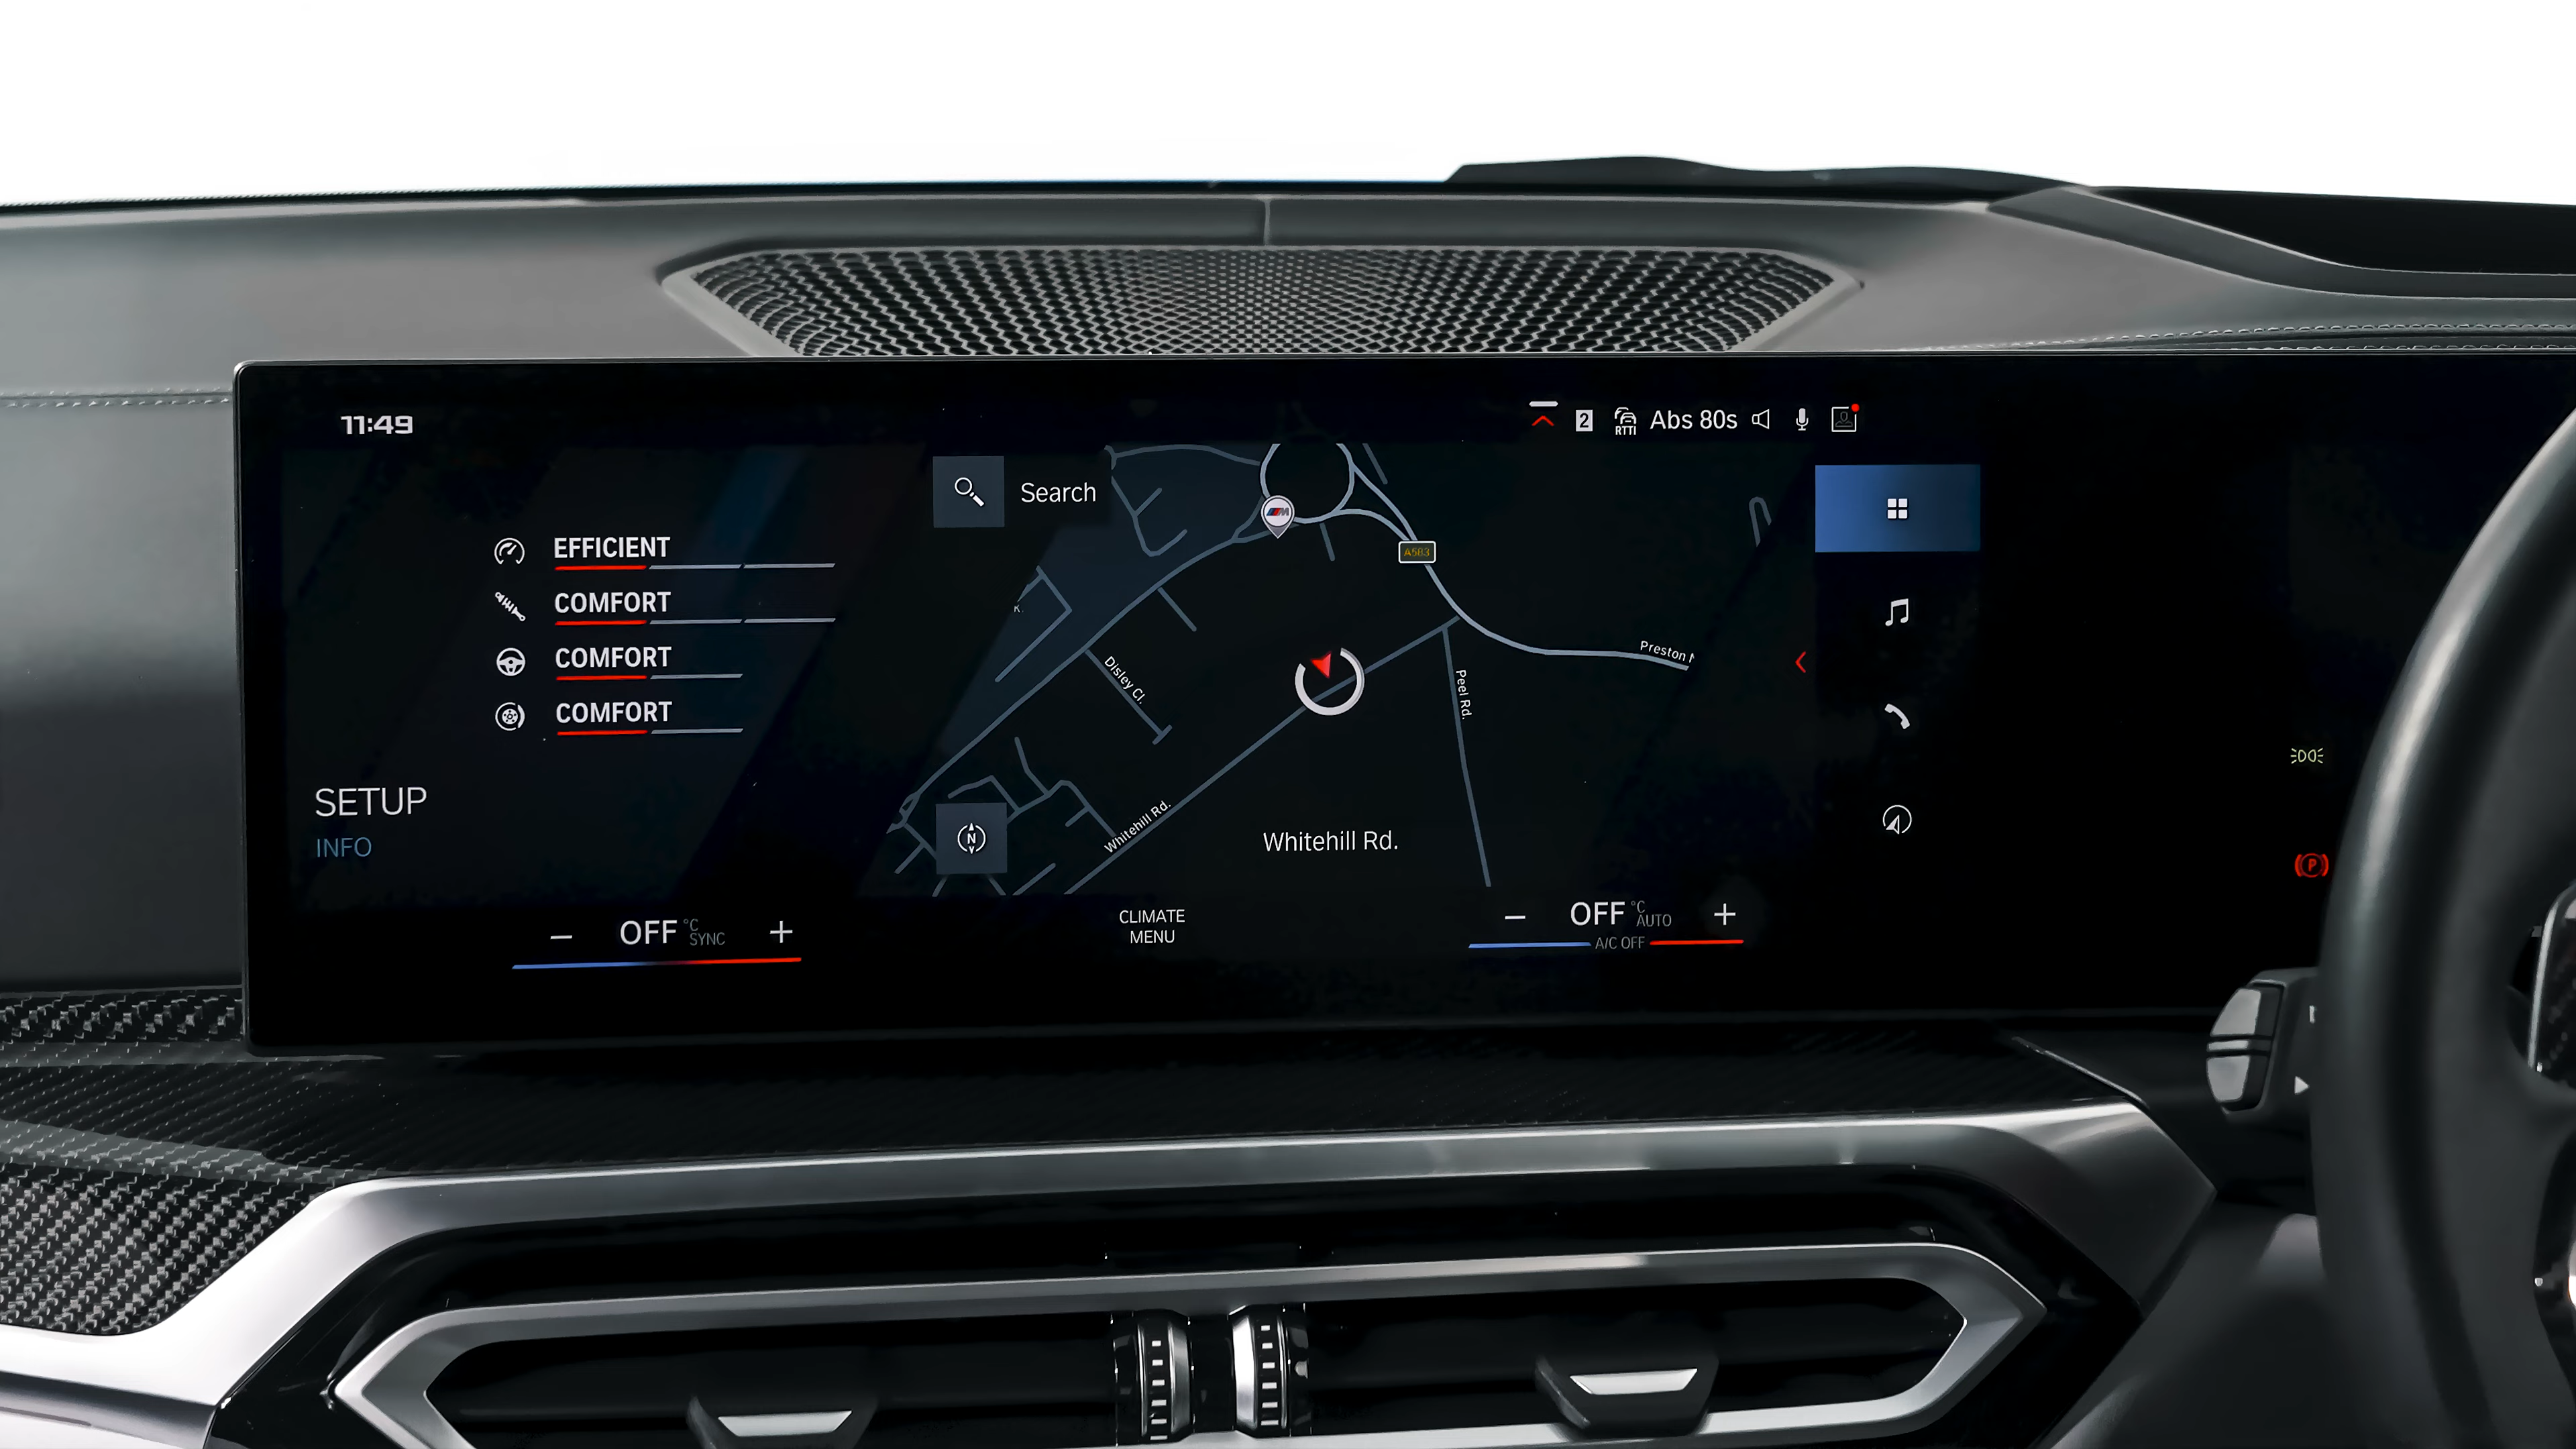 11:49
2
RTTI
Abs 80s
Search
EFFICIENT
COMFORT
COMFORT
COMFORT
A583
Preston
Disley Cl.
Peel Rd.
Whitehill Rd.
Whitehill Rd.
N
SETUP
INFO
P
− OFF °C SYNC +
CLIMATE
MENU
− OFF °C AUTO +
A/C OFF
M
K.